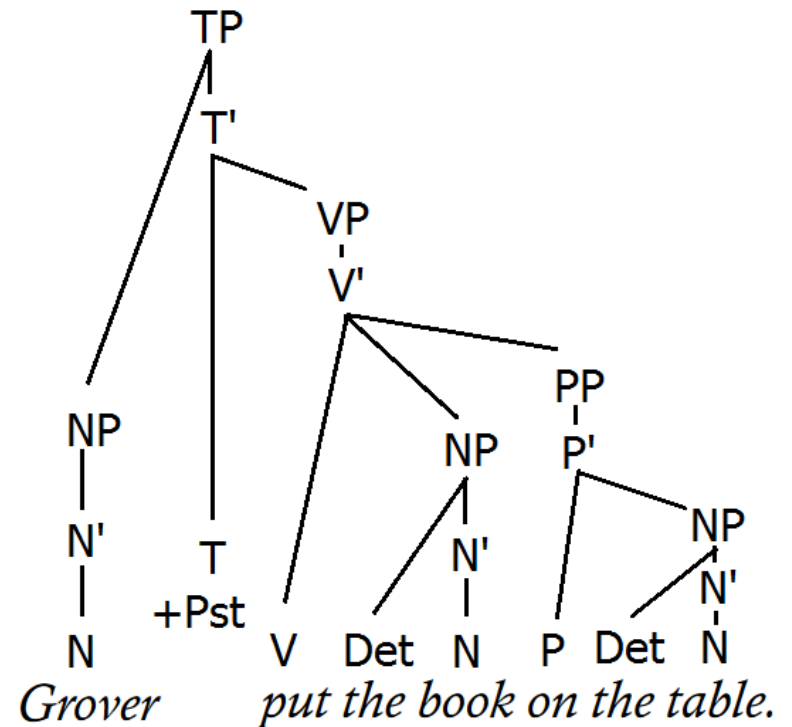 TP
T'
VP
V'
PP
NP NP P'
NP
N' T N' N'
+Pst
N V Det N P Det N
Grover put the book on the table.